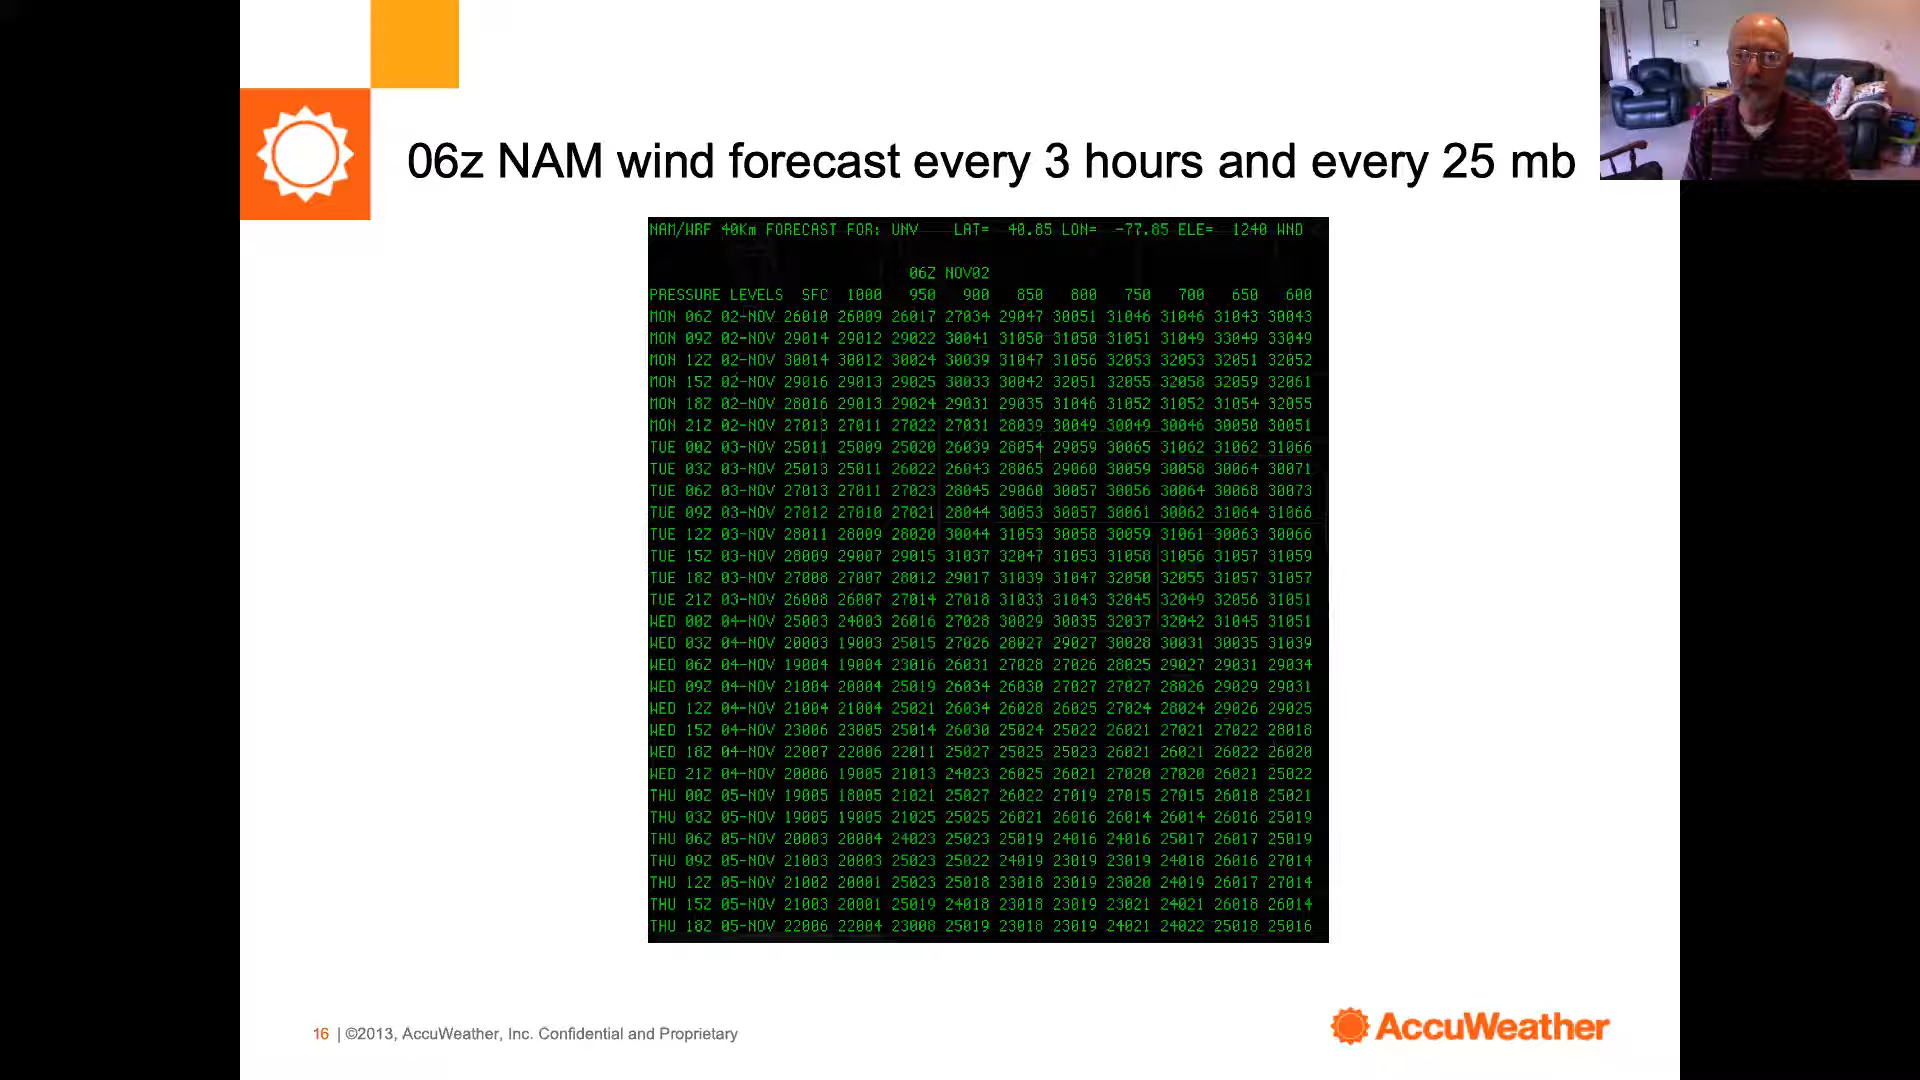 06z NAM wind forecast every 3 hours and every 25 mb
NAM/WRF 40Km FORECAST FOR: UNV LAT= 40.85 LON= -77.85 ELE= 1240 WND
06Z NOV02
PRESSURE LEVELS SFC 1000 950 900 850 800 750 700 650 600
MON 06Z 02-NOV 26010 26009 26017 27034 29047 30051 31046 31046 31043 30043
MON 09Z 02-NOV 29014 29012 29022 30041 31050 31050 31051 31049 33049 33049
MON 12Z 02-NOV 30014 30012 30024 30039 31047 31056 32053 32053 32051 32052
MON 15Z 02-NOV 29016 29013 29025 30033 30042 32051 32055 32058 32059 32061
MON 18Z 02-NOV 28016 29013 29024 29031 29035 31046 31052 31052 31054 32055
MON 21Z 02-NOV 27013 27011 27022 27031 28039 30049 30049 30046 30050 30051
TUE 00Z 03-NOV 25011 25009 25020 26039 28054 29059 30065 31062 31062 31066
TUE 03Z 03-NOV 25013 25011 26022 26043 28065 29060 30059 30058 30064 30071
TUE 06Z 03-NOV 27013 27011 27023 28045 29060 30057 30056 30064 30068 30073
TUE 09Z 03-NOV 27012 27010 27021 28044 30053 30057 30061 30062 31064 31066
TUE 12Z 03-NOV 28011 28009 28020 30044 31053 30058 30059 31061 30063 30066
TUE 15Z 03-NOV 28009 29007 29015 31037 32047 31053 31058 31056 31057 31059
TUE 18Z 03-NOV 27008 27007 28012 29017 31039 31047 32050 32055 31057 31057
TUE 21Z 03-NOV 26008 26007 27014 27018 31033 31043 32045 32049 32056 31051
WED 00Z 04-NOV 25003 24003 26016 27028 30029 30035 32037 32042 31045 31051
WED 03Z 04-NOV 20003 19003 25015 27026 28027 29027 30028 30031 30035 31039
WED 06Z 04-NOV 19004 19004 23016 26031 27028 27026 28025 29027 29031 29034
WED 09Z 04-NOV 21004 20004 25019 26034 26030 27027 27027 28026 29029 29031
WED 12Z 04-NOV 21004 21004 25021 26034 26028 26025 27024 28024 29026 29025
WED 15Z 04-NOV 23006 23005 25014 26030 25024 25022 26021 27021 27022 28018
WED 18Z 04-NOV 22007 22006 22011 25027 25025 25023 26021 26021 26022 26020
WED 21Z 04-NOV 20006 19005 21013 24023 26025 26021 27020 27020 26021 25022
THU 00Z 05-NOV 19005 18005 21021 25027 26022 27019 27015 27015 26018 25021
THU 03Z 05-NOV 19005 19005 21025 25025 26021 26016 26014 26014 26016 25019
THU 06Z 05-NOV 20003 20004 24023 25023 25019 24016 24016 25017 26017 25019
THU 09Z 05-NOV 21003 20003 25023 25022 24019 23019 23019 24018 26016 27014
THU 12Z 05-NOV 21002 20001 25023 25018 23018 23019 23020 24019 26017 27014
THU 15Z 05-NOV 21003 20001 25019 24018 23018 23019 23021 24021 26018 26014
THU 18Z 05-NOV 22006 22004 23008 25019 23018 23019 24021 24022 25018 25016
16 | ©2013, AccuWeather, Inc. Confidential and Proprietary
AccuWeather